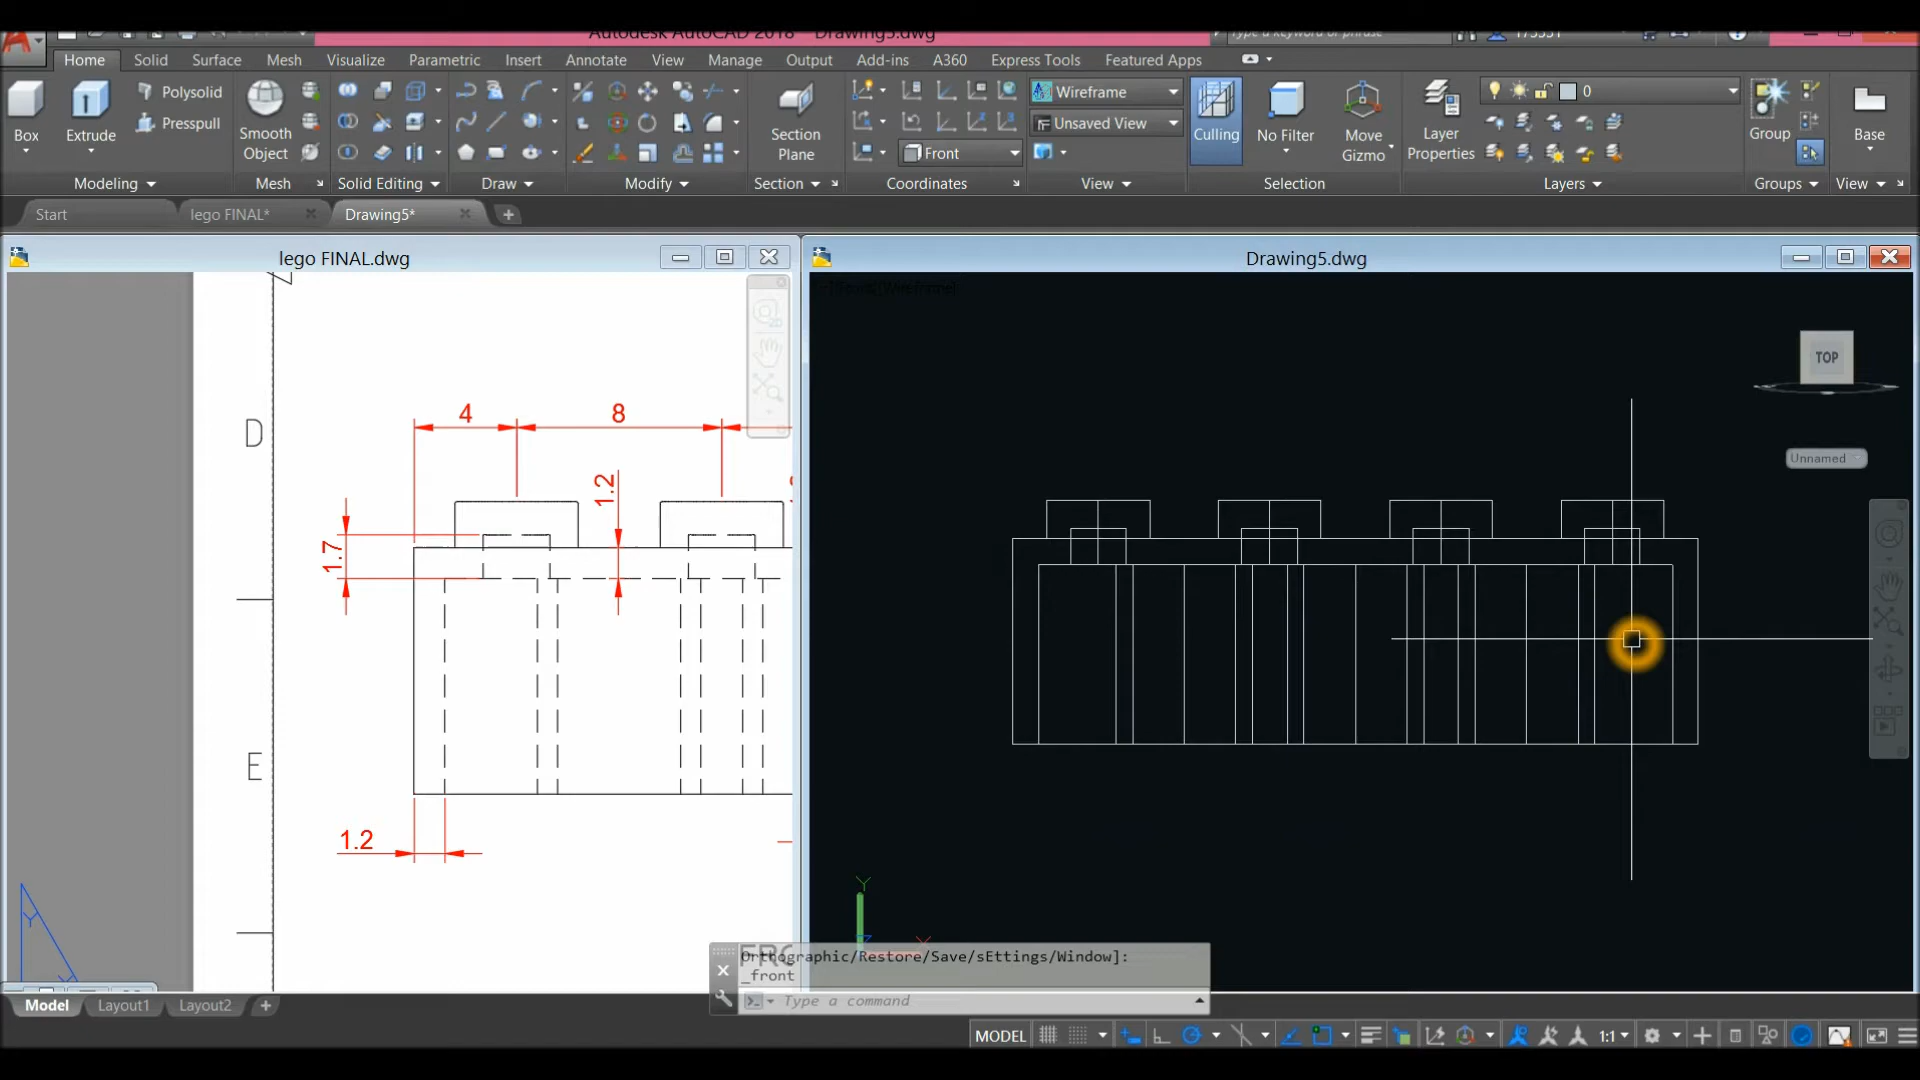 Autodesk AutoCAD 2018 Drawing5.dwg
Type a keyword or phrase
Home Solid Surface Mesh Visualize Parametric Insert Annotate View Manage Output Add-ins A360 Express Tools Featured Apps
Box
Extrude
Polysolid
Presspull
Smooth Object
Section Plane
Front
Wireframe
Unsaved View
Culling
No Filter
Move Gizmo
Layer Properties
0
Group
Base
Modeling Mesh Solid Editing Draw Modify Section Coordinates View Selection Layers Groups View
Start lego FINAL* Drawing5*
lego FINAL.dwg
Drawing5.dwg
TOP
Unnamed
D
4 8
1.2
1.7
E
1.2
Y
Y
X
Orthographic/Restore/Save/sEttings/Window]:
_front
Type a command
Model Layout1 Layout2
MODEL
1:1